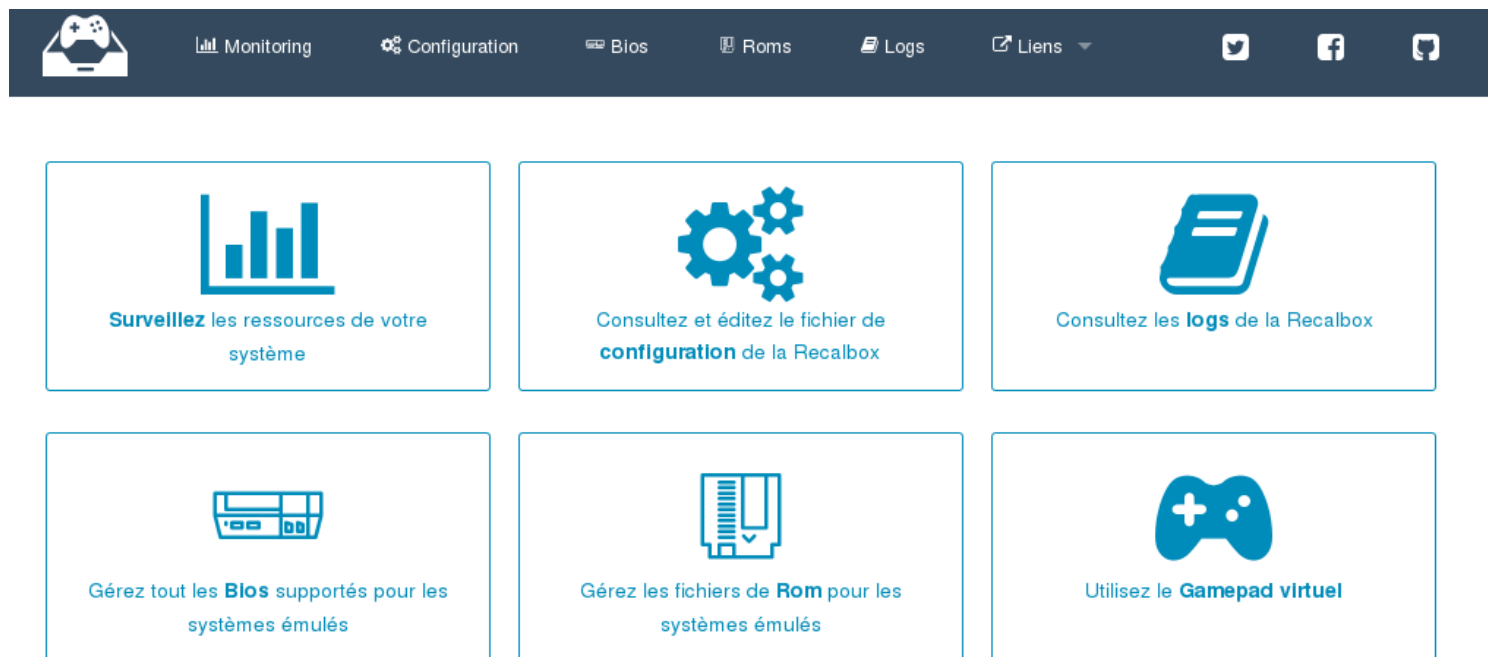 Monitoring Configuration Bios Roms Logs Liens
Surveillez les ressources de votre
système
Consultez et éditez le fichier de
configuration de la Recalbox
Consultez les logs de la Recalbox
Gérez tout les Bios supportés pour les
systèmes émulés
Gérez les fichiers de Rom pour les
systèmes émulés
Utilisez le Gamepad virtuel